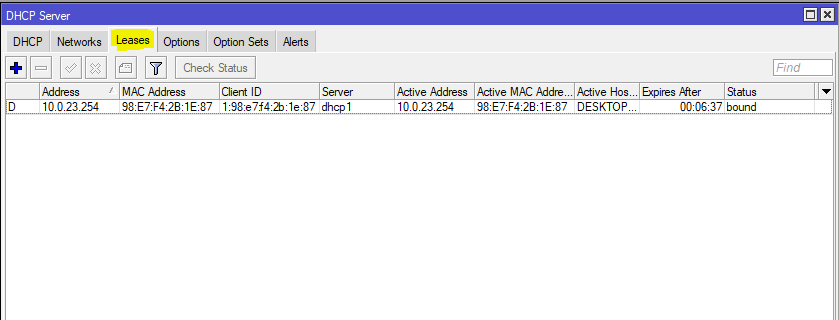 DHCP Server
DHCP Networks Leases Options Option Sets Alerts
Check Status Find
Address MAC Address Client ID Server Active Address Active MAC Addre... Active Hos... Expires After Status
D 10.0.23.254 98:E7:F4:2B:1E:87 1:98:e7:f4:2b:1e:87 dhcp1 10.0.23.254 98:E7:F4:2B:1E:87 DESKTOP... 00:06:37 bound